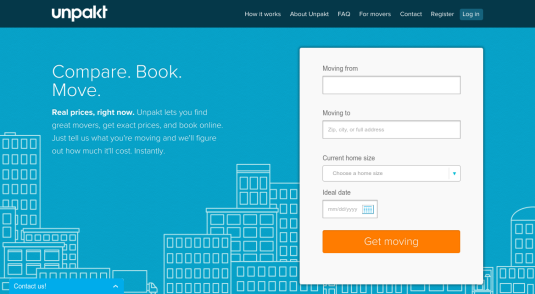 unpakt
How it works About Unpakt FAQ For movers Contact Register Log in
Compare. Book.
Move.
Real prices, right now. Unpakt lets you find
great movers, get exact prices, and book online.
Just tell us what you're moving and we'll figure
out how much it'll cost. Instantly.
Moving from
Moving to
Zip, city, or full address
Current home size
Choose a home size
Ideal date
mm/dd/yyyy
Get moving
Contact us!